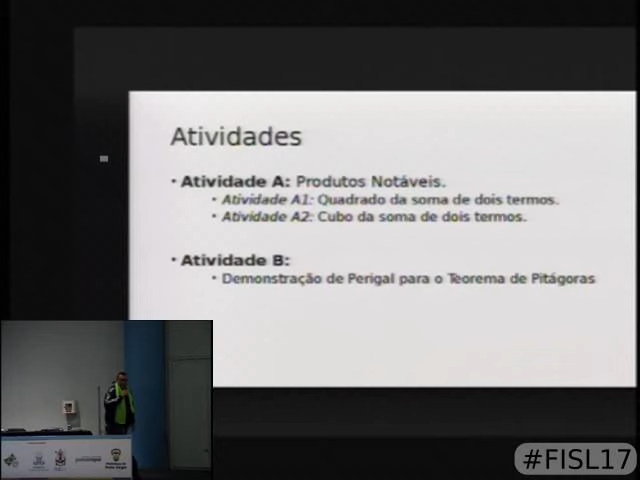 Atividades
• Atividade A: Produtos Notáveis.
• Atividade A1: Quadrado da soma de dois termos.
• Atividade A2: Cubo da soma de dois termos.
• Atividade B:
• Demonstração de Perigal para o Teorema de Pitágoras
#FISL17